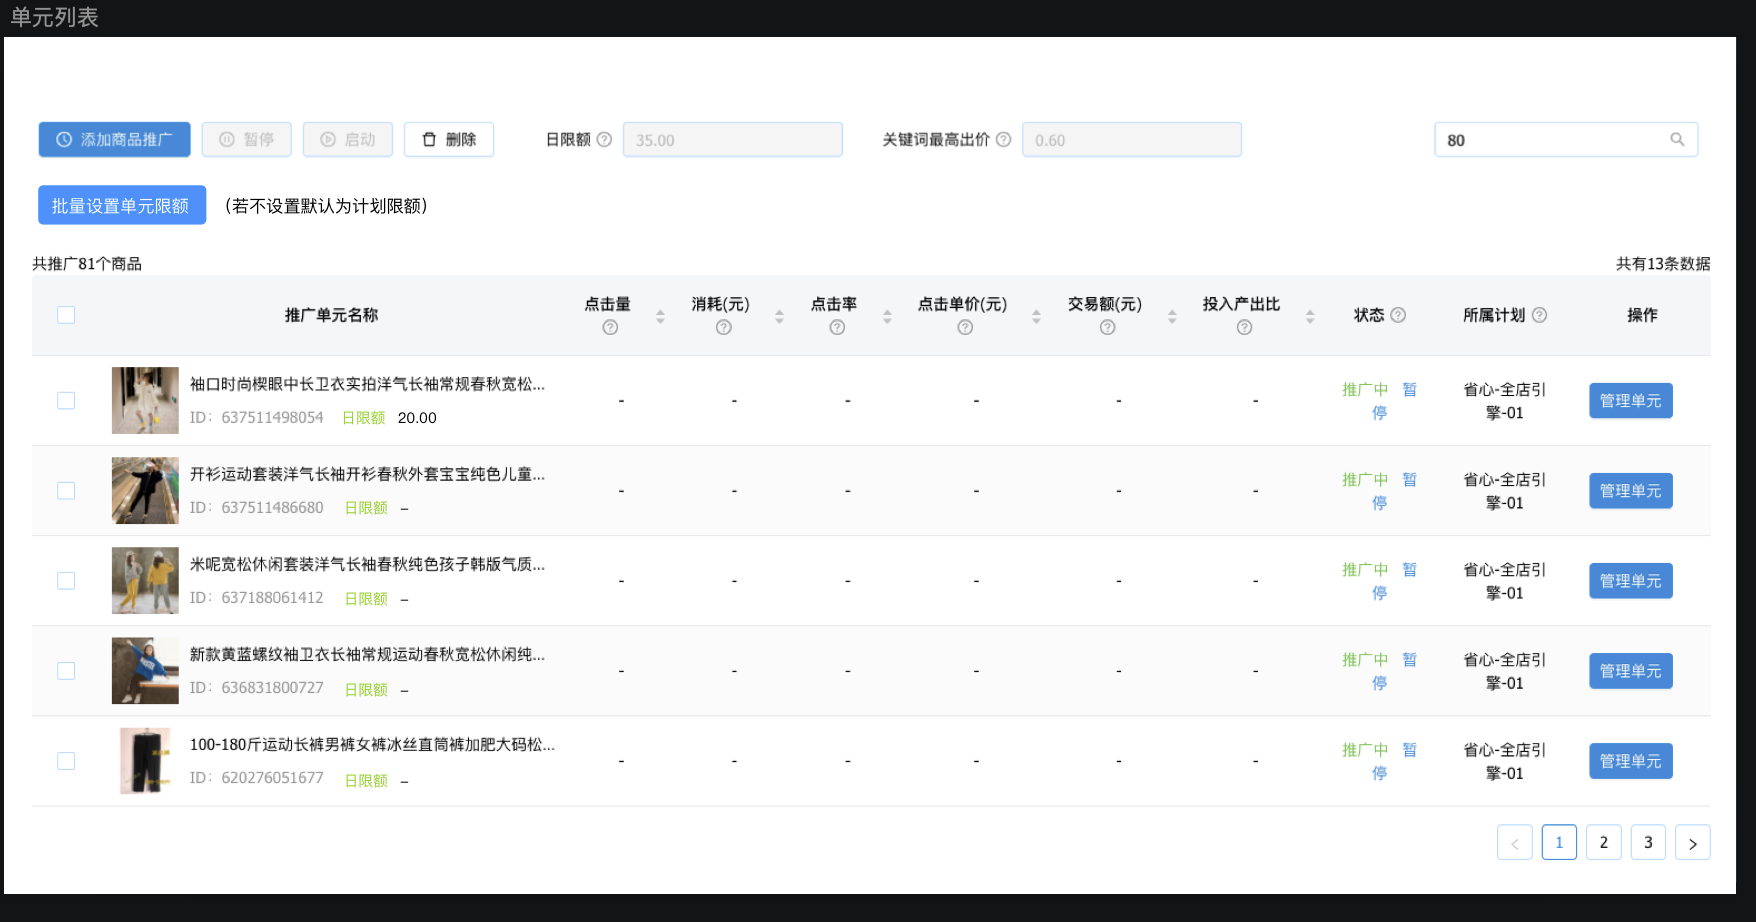 单元列表
添加商品推广 暂停 启动 删除 日限额 35.00 关键词最高出价 0.60 80
批量设置单元限额 （若不设置默认为计划限额）
共推广81个商品 共有13条数据
推广单元名称 点击量 消耗(元) 点击率 点击单价(元) 交易额(元) 投入产出比 状态 所属计划 操作
袖口时尚楔眼中长卫衣实拍洋气长袖常规春秋宽松...
ID：637511498054 日限额 20.00
- - - - - -
推广中 暂
停
省心-全店引
擎-01
管理单元
开衫运动套装洋气长袖开衫春秋外套宝宝纯色儿童...
ID：637511486680 日限额 –
- - - - - -
推广中 暂
停
省心-全店引
擎-01
管理单元
米呢宽松休闲套装洋气长袖春秋纯色孩子韩版气质...
ID：637188061412 日限额 –
- - - - - -
推广中 暂
停
省心-全店引
擎-01
管理单元
新款黄蓝螺纹袖卫衣长袖常规运动春秋宽松休闲纯...
ID：636831800727 日限额 –
- - - - - -
推广中 暂
停
省心-全店引
擎-01
管理单元
100-180斤运动长裤男裤女裤冰丝直筒裤加肥大码松...
ID：620276051677 日限额 –
- - - - - -
推广中 暂
停
省心-全店引
擎-01
管理单元
< 1 2 3 >